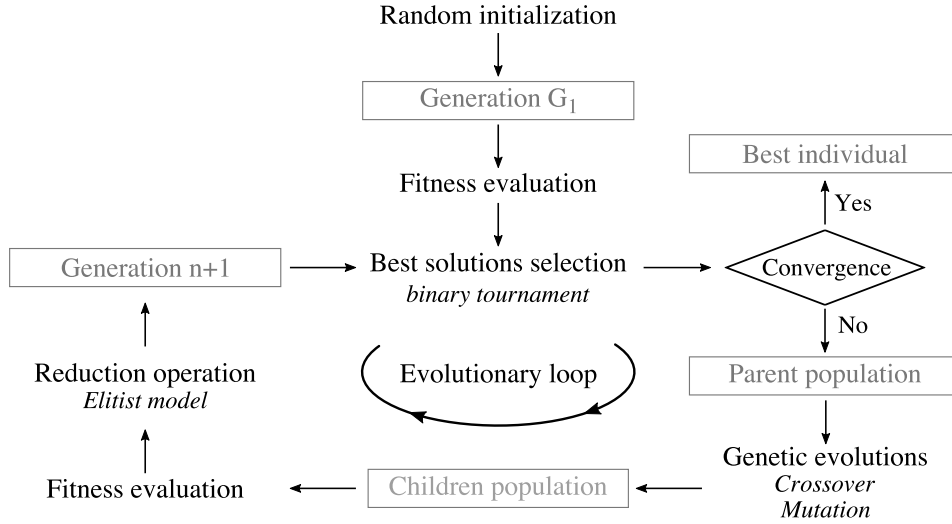 Random initialization
Generation G₁
Fitness evaluation
Best individual
Yes
Generation n+1
Best solutions selection
binary tournament
Convergence
No
Reduction operation
Elitist model
Evolutionary loop
Parent population
Genetic evolutions
Crossover
Mutation
Fitness evaluation
Children population